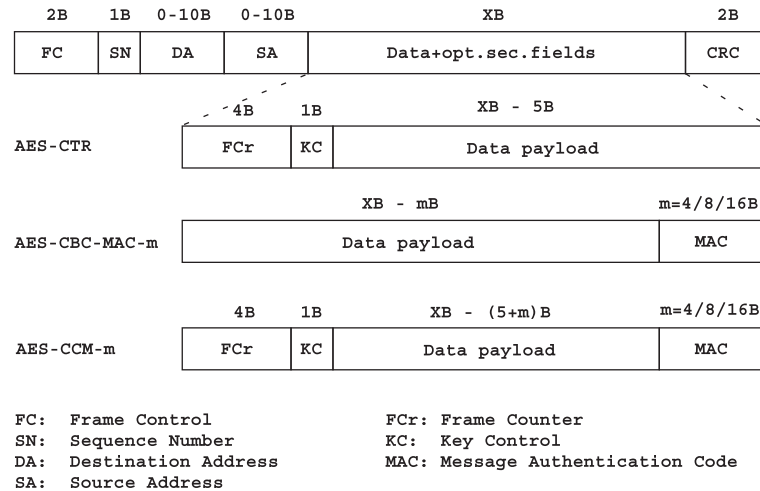 2B 1B 0-10B 0-10B XB 2B
FC SN DA SA Data+opt.sec.fields CRC
4B 1B XB - 5B
AES-CTR FCr KC Data payload
XB - mB m=4/8/16B
AES-CBC-MAC-m Data payload MAC
4B 1B XB - (5+m)B m=4/8/16B
AES-CCM-m FCr KC Data payload MAC
FC: Frame Control FCr: Frame Counter
SN: Sequence Number KC: Key Control
DA: Destination Address MAC: Message Authentication Code
SA: Source Address